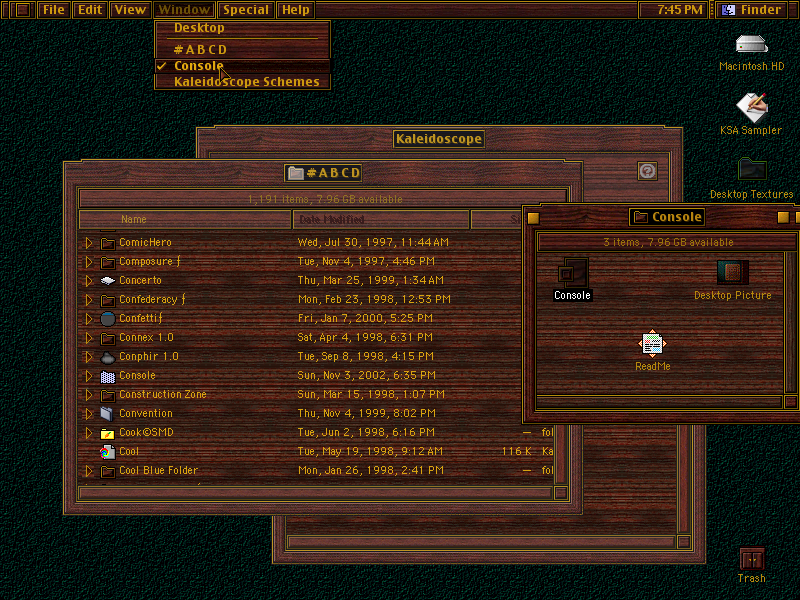 File Edit View Window Special Help 7:45 PM Finder
Desktop
#ABCD
✓ Console
Kaleidoscope Schemes
Macintosh HD
KSA Sampler
Desktop Textures
Trash
Kaleidoscope
#ABCD
1,191 items, 7.96 GB available
Name Date Modified
ComicHero Wed, Jul 30, 1997, 11:44 AM
Composure ƒ Tue, Nov 4, 1997, 4:46 PM
Concerto Thu, Mar 25, 1999, 1:34 AM
Confederacy ƒ Mon, Feb 23, 1998, 12:53 PM
Confettiƒ Fri, Jan 7, 2000, 5:25 PM
Connex 1.0 Sat, Apr 4, 1998, 6:31 PM
Conphir 1.0 Tue, Sep 8, 1998, 4:15 PM
Console Sun, Nov 3, 2002, 6:35 PM
Construction Zone Sun, Mar 15, 1998, 1:07 PM
Convention Thu, Nov 4, 1999, 8:02 PM
Cook©SMD Tue, Jun 2, 1998, 6:16 PM — fol
Cool Tue, May 19, 1998, 9:12 AM 116 K Ka
Cool Blue Folder Mon, Jan 26, 1998, 2:41 PM — fol
Console
3 items, 7.96 GB available
Console
Desktop Picture
ReadMe